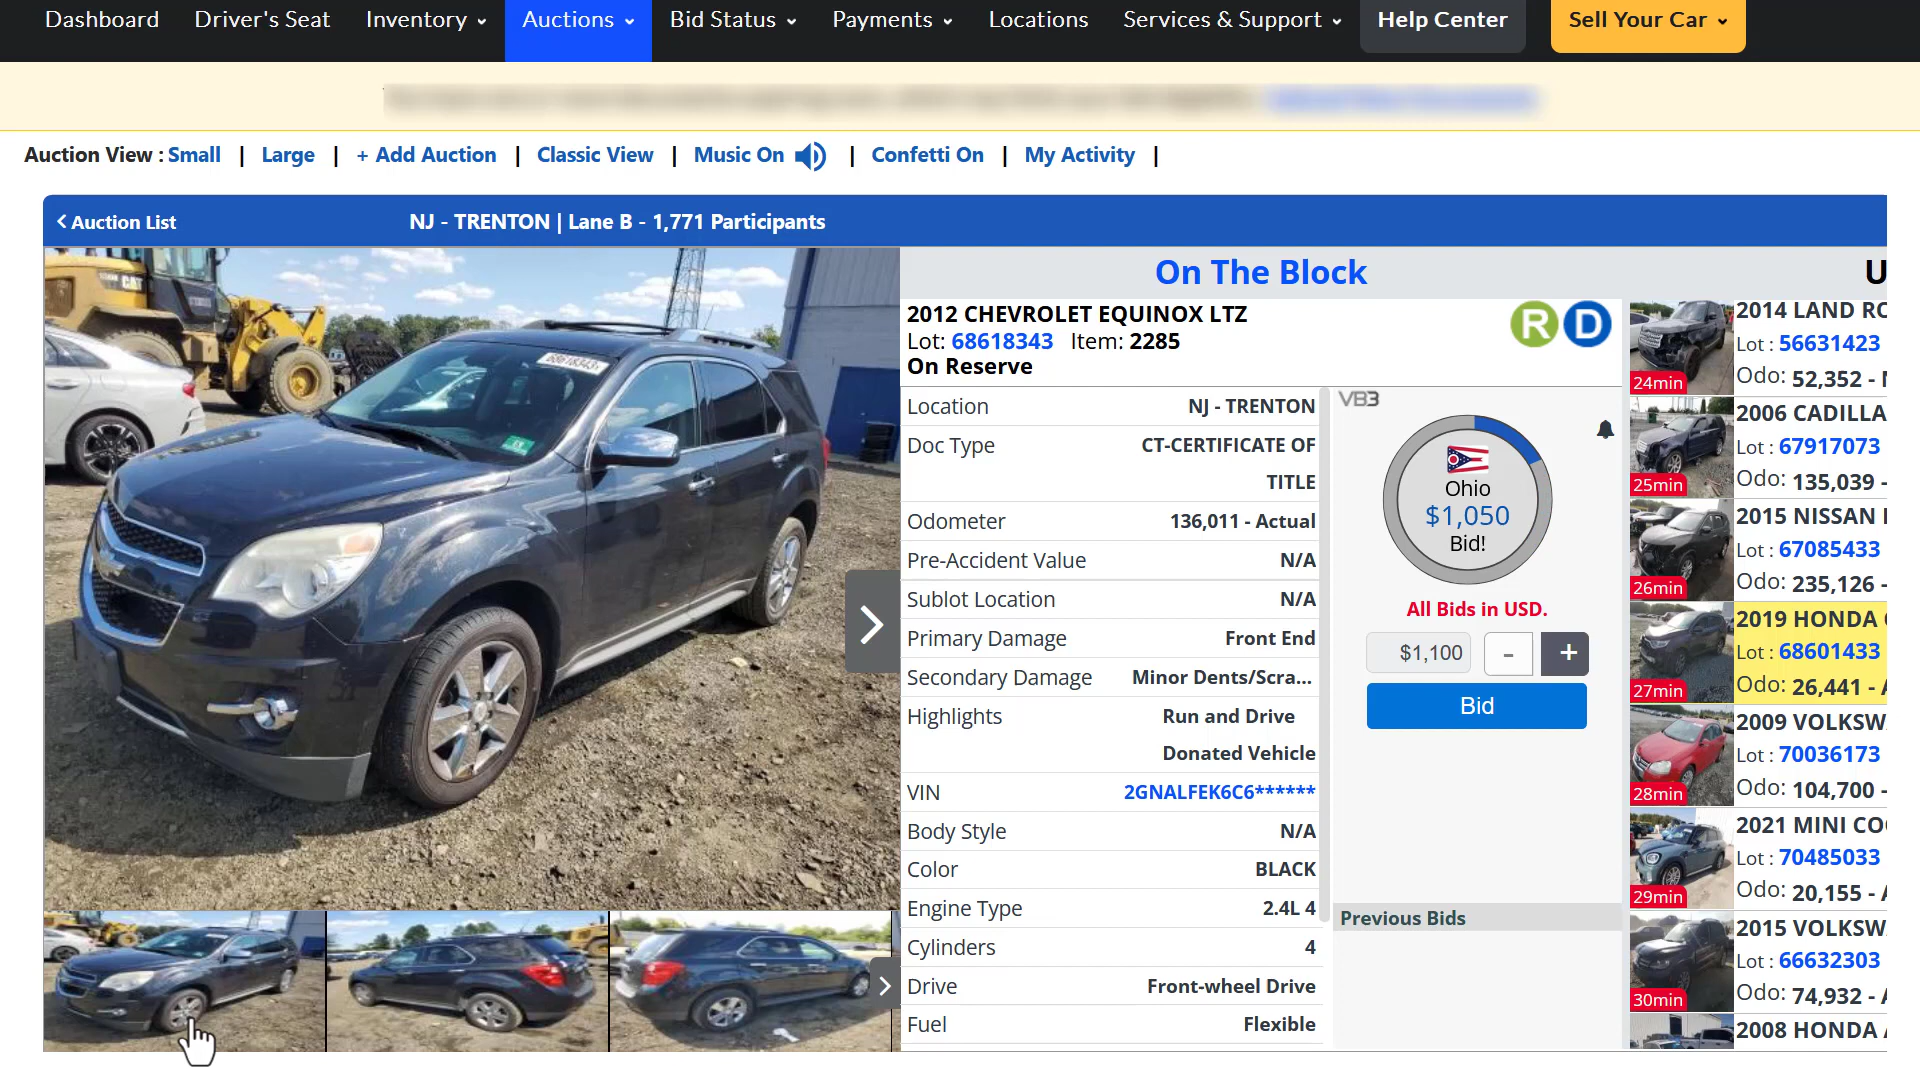 Dashboard Driver's Seat Inventory Auctions Bid Status Payments Locations Services & Support Help Center Sell Your Car
Auction View : Small | Large | + Add Auction | Classic View | Music On | Confetti On | My Activity |
Auction List
NJ - TRENTON | Lane B - 1,771 Participants
CAT
68618343
On The Block
2012 CHEVROLET EQUINOX LTZ
Lot: 68618343 Item: 2285
On Reserve
R D
Location NJ - TRENTON
Doc Type CT-CERTIFICATE OF
TITLE
Odometer 136,011 - Actual
Pre-Accident Value N/A
Sublot Location N/A
Primary Damage Front End
Secondary Damage Minor Dents/Scra...
Highlights Run and Drive
Donated Vehicle
VIN 2GNALFEK6C6******
Body Style N/A
Color BLACK
Engine Type 2.4L 4
Cylinders 4
Drive Front-wheel Drive
Fuel Flexible
VB3
Ohio
$1,050
Bid!
All Bids in USD.
$1,100 - +
Bid
Previous Bids
U
2014 LAND RO
Lot : 56631423
24min Odo: 52,352 -
2006 CADILLA
Lot : 67917073
25min Odo: 135,039 -
2015 NISSAN
Lot : 67085433
26min Odo: 235,126 -
2019 HONDA
Lot : 68601433
27min Odo: 26,441 - A
2009 VOLKSW
Lot : 70036173
28min Odo: 104,700 -
2021 MINI CO
Lot : 70485033
29min Odo: 20,155 - A
2015 VOLKSW
Lot : 66632303
30min Odo: 74,932 - A
2008 HONDA A